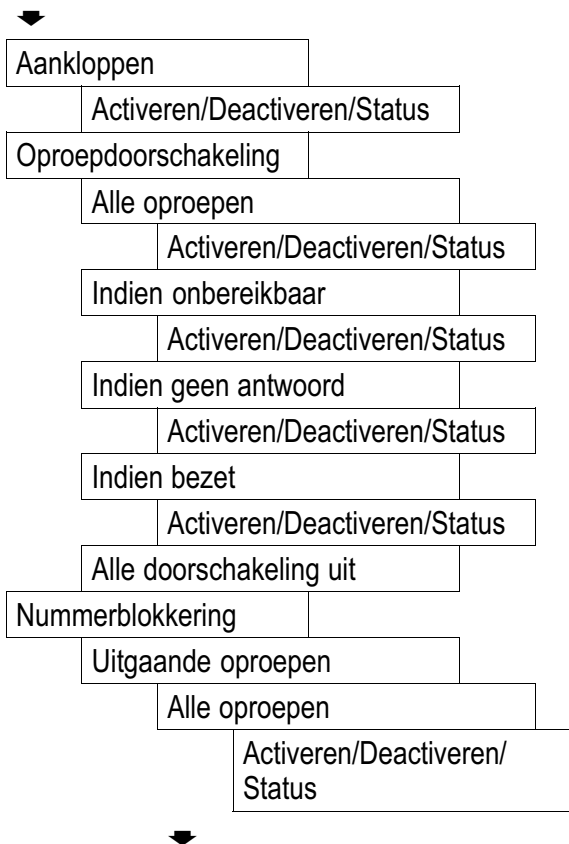 Aankloppen
Activeren/Deactiveren/Status
Oproepdoorschakeling
Alle oproepen
Activeren/Deactiveren/Status
Indien onbereikbaar
Activeren/Deactiveren/Status
Indien geen antwoord
Activeren/Deactiveren/Status
Indien bezet
Activeren/Deactiveren/Status
Alle doorschakeling uit
Nummerblokkering
Uitgaande oproepen
Alle oproepen
Activeren/Deactiveren/
Status